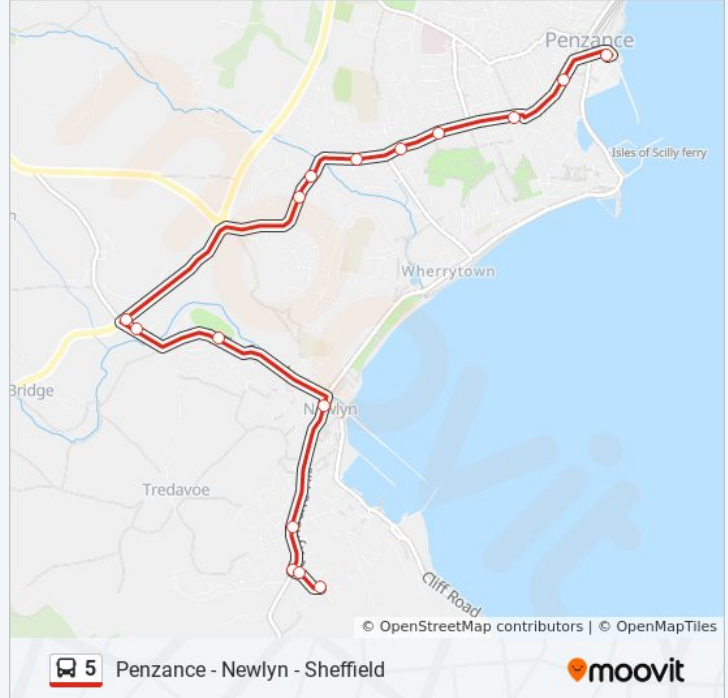 Penzance
Isles of Scilly ferry
Wherrytown
Bridge
Newlyn
Tredavoe
Cliff Road
© OpenStreetMap contributors | © OpenMapTiles
5 Penzance - Newlyn - Sheffield
moovit